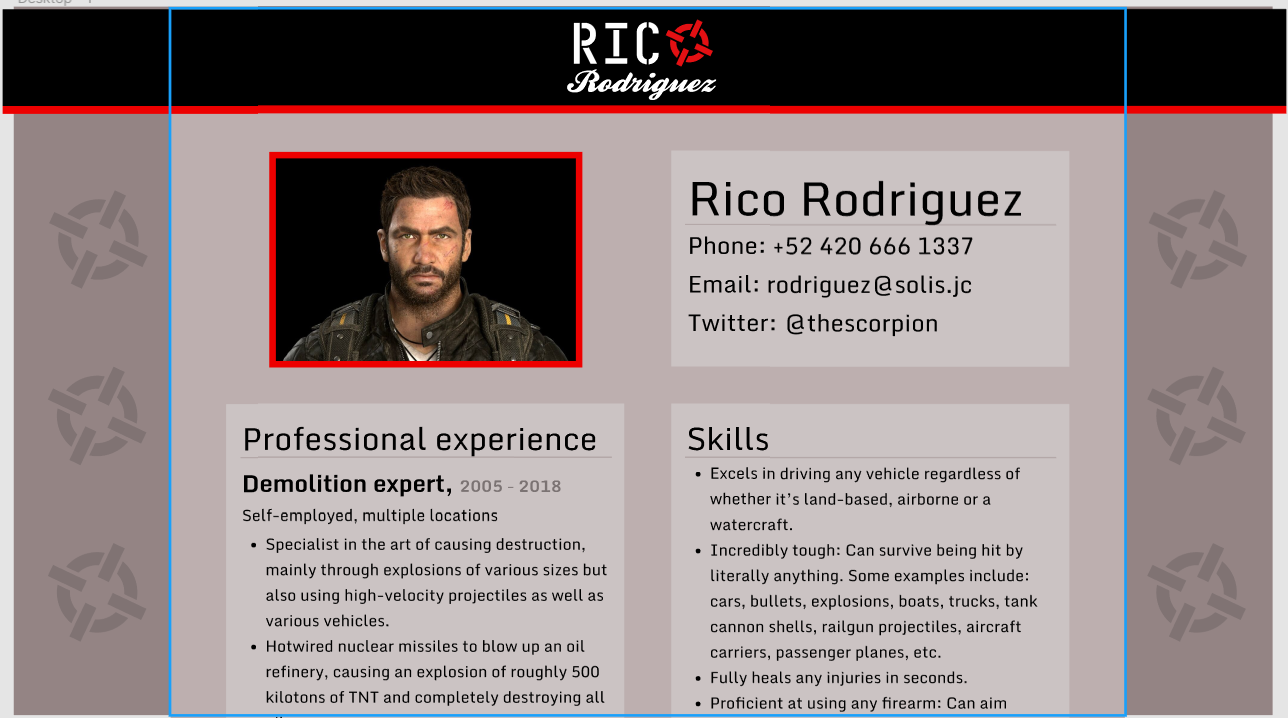 RICO
Rodriguez
Rico Rodriguez
Phone: +52 420 666 1337
Email: rodriguez@solis.jc
Twitter: @thescorpion
Professional experience
Demolition expert, 2005 - 2018
Self-employed, multiple locations
• Specialist in the art of causing destruction,
mainly through explosions of various sizes but
also using high-velocity projectiles as well as
various vehicles.
• Hotwired nuclear missiles to blow up an oil
refinery, causing an explosion of roughly 500
kilotons of TNT and completely destroying all
Skills
• Excels in driving any vehicle regardless of
whether it's land-based, airborne or a
watercraft.
• Incredibly tough: Can survive being hit by
literally anything. Some examples include:
cars, bullets, explosions, boats, trucks, tank
cannon shells, railgun projectiles, aircraft
carriers, passenger planes, etc.
• Fully heals any injuries in seconds.
• Proficient at using any firearm: Can aim